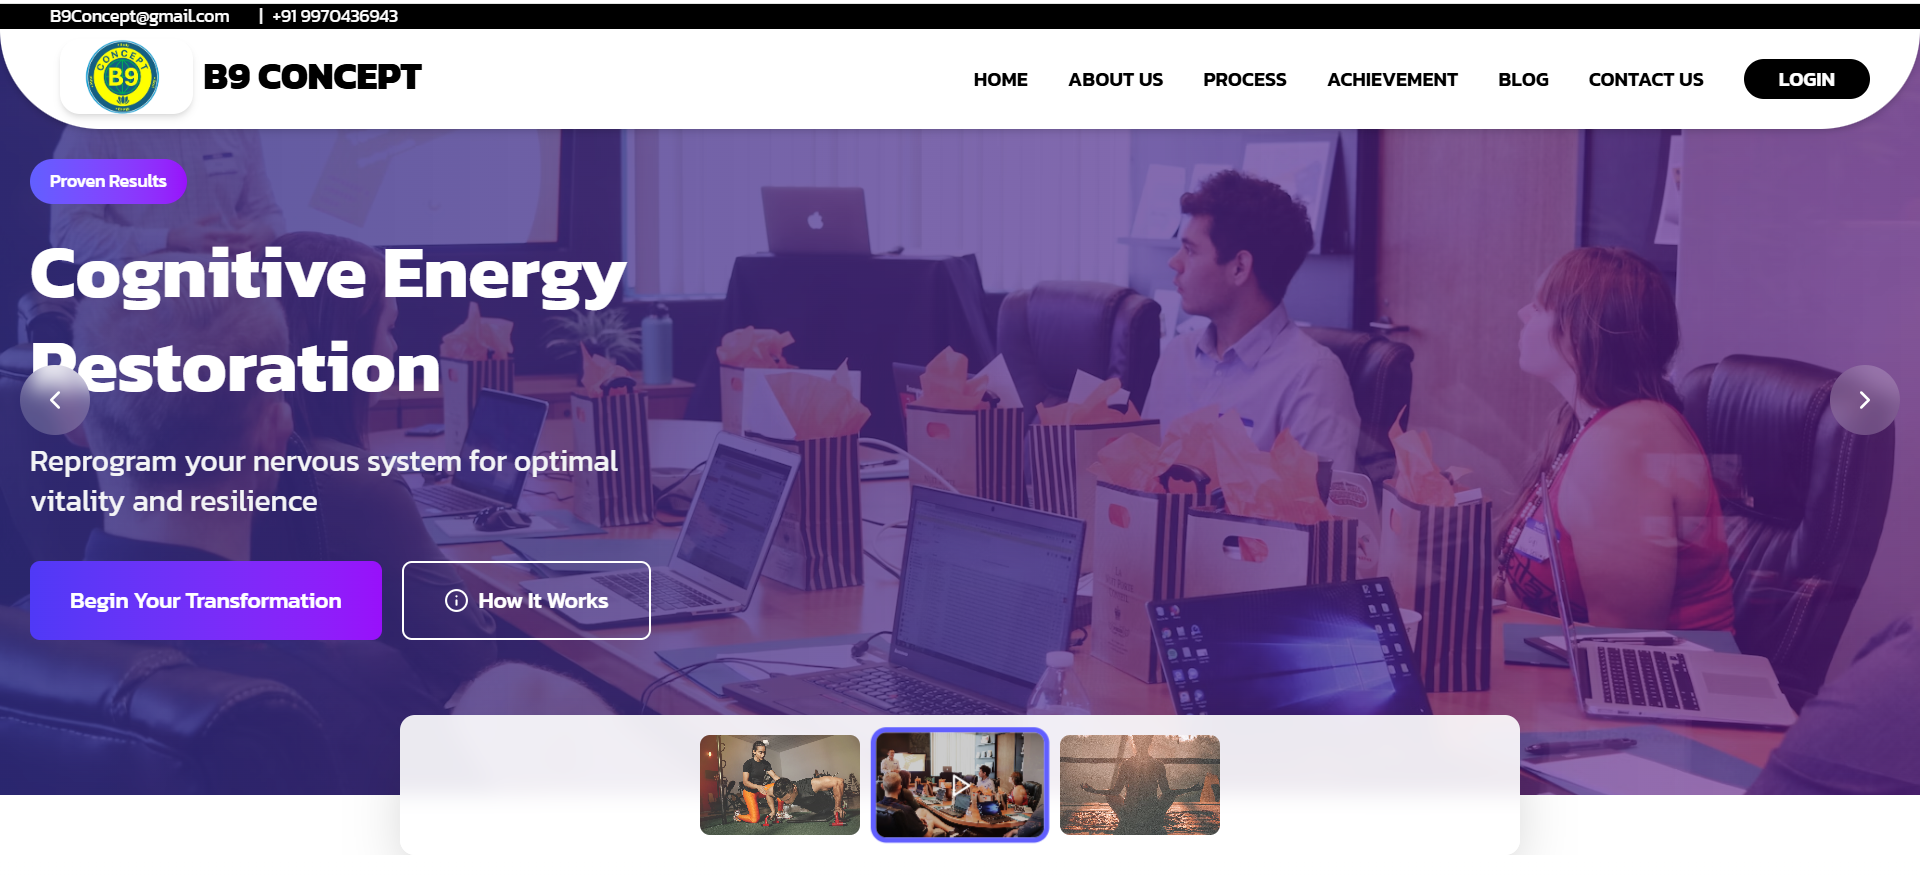 B9Concept@gmail.com | +91 9970436943
CONCEPT
B9
B9 CONCEPT
HOME ABOUT US PROCESS ACHIEVEMENT BLOG CONTACT US LOGIN
Proven Results
Cognitive Energy
Restoration
Reprogram your nervous system for optimal
vitality and resilience
Begin Your Transformation
How It Works